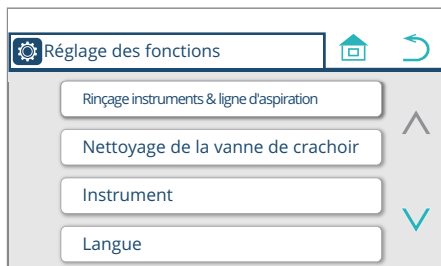 Réglage des fonctions
Rinçage instruments & ligne d'aspiration
Nettoyage de la vanne de crachoir
Instrument
Langue